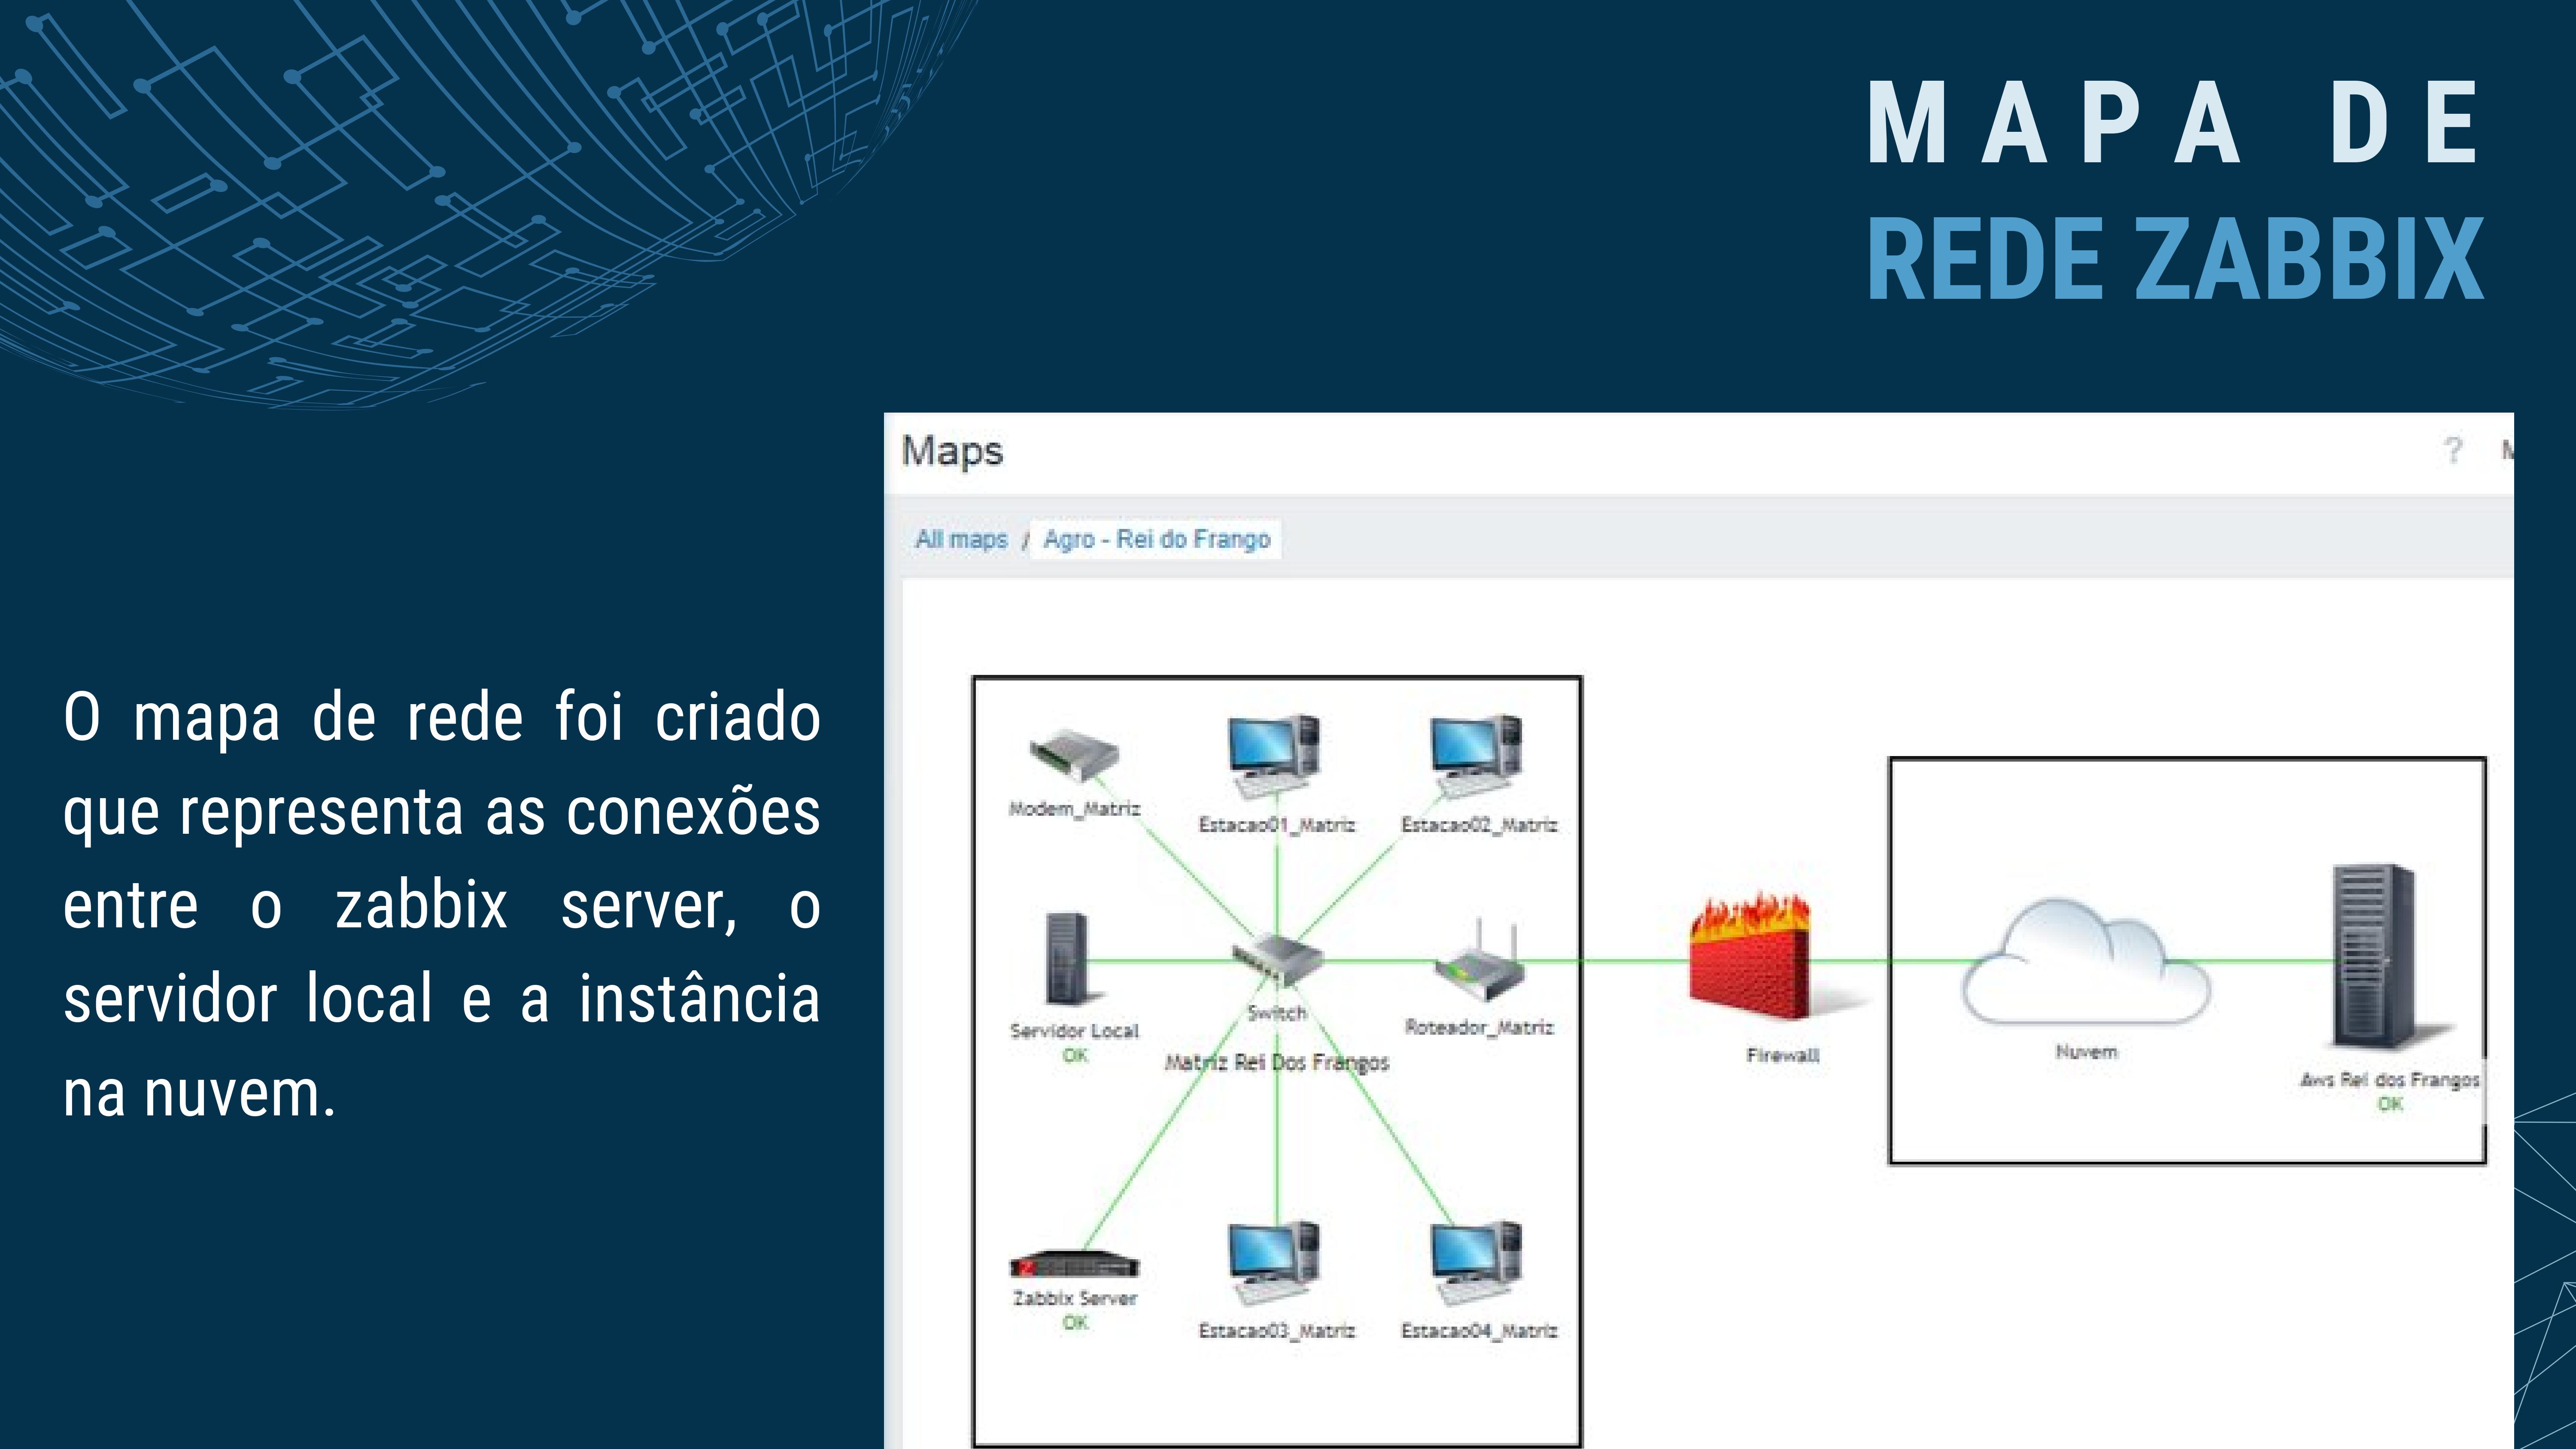 MAPA DE
REDE ZABBIX
O mapa de rede foi criado
que representa as conexões
entre o zabbix server, o
servidor local e a instância
na nuvem.
Maps
?
All maps / Agro - Rei do Frango
Modem_Matriz
Estacao01_Matriz
Estacao02_Matriz
Servidor Local
OK
Switch
Matriz Rei Dos Frangos
Roteador_Matriz
Firewall
Nuvem
Aws Rei dos Frangos
OK
Zabbix Server
OK
Estacao03_Matriz
Estacao04_Matriz